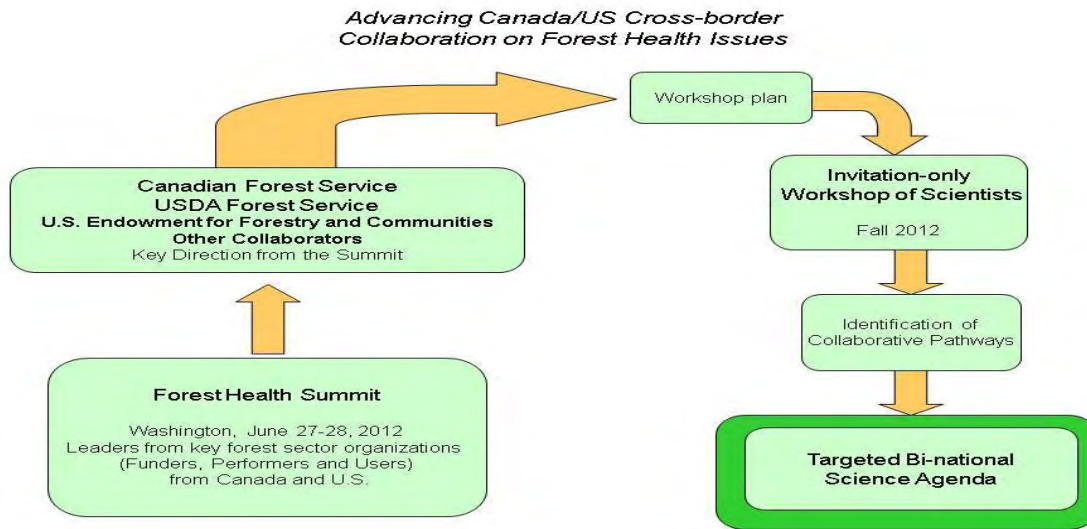 Advancing Canada/US Cross-border
Collaboration on Forest Health Issues
Workshop plan
Canadian Forest Service
USDA Forest Service
U.S. Endowment for Forestry and Communities
Other Collaborators
Key Direction from the Summit
Invitation-only
Workshop of Scientists
Fall 2012
Identification of
Collaborative Pathways
Forest Health Summit
Washington, June 27-28, 2012
Leaders from key forest sector organizations
(Funders, Performers and Users)
from Canada and U.S.
Targeted Bi-national
Science Agenda